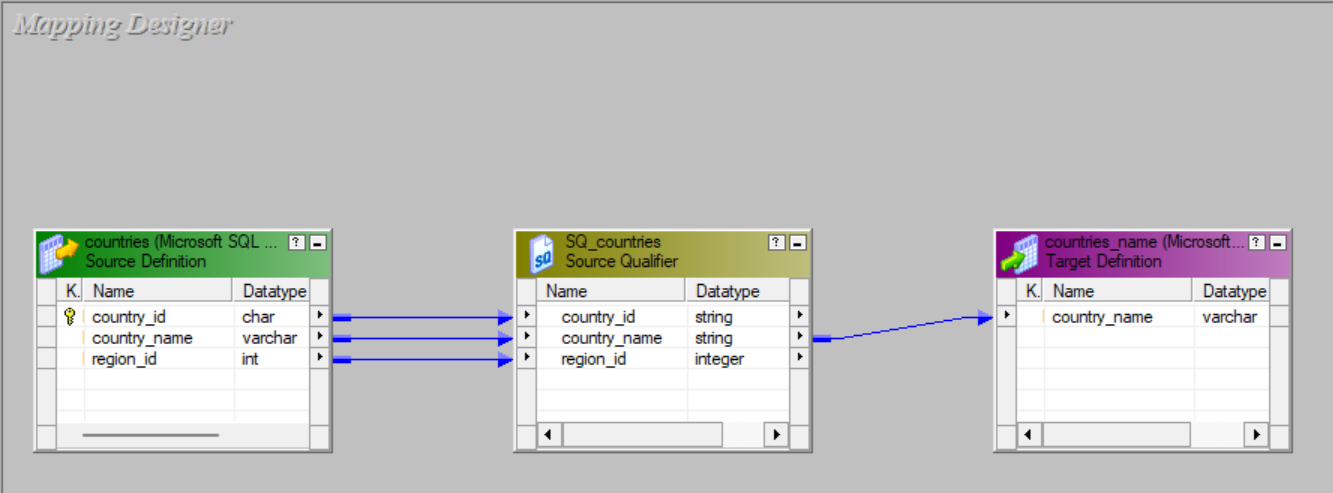 Mapping Designer
countries (Microsoft SQL ...
Source Definition
K. Name Datatype
country_id char
country_name varchar
region_id int
SQ_countries
Source Qualifier
Name Datatype
country_id string
country_name string
region_id integer
countries_name (Microsoft...
Target Definition
K. Name Datatype
country_name varchar